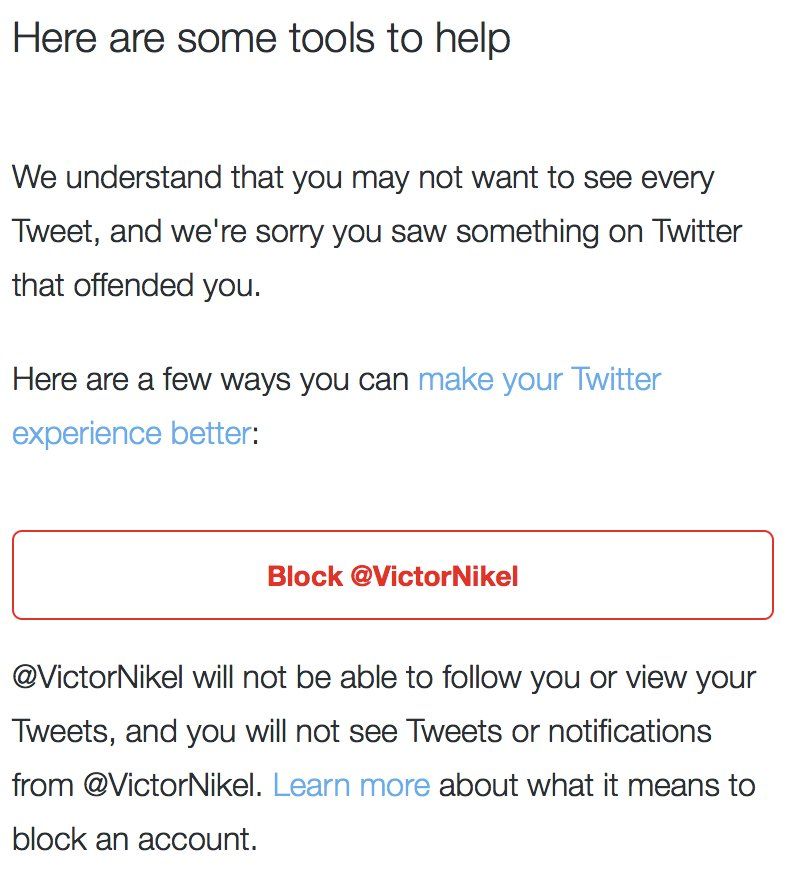 Here are some tools to help
We understand that you may not want to see every
Tweet, and we're sorry you saw something on Twitter
that offended you.
Here are a few ways you can make your Twitter
experience better:
Block @VictorNikel
@VictorNikel will not be able to follow you or view your
Tweets, and you will not see Tweets or notifications
from @VictorNikel. Learn more about what it means to
block an account.